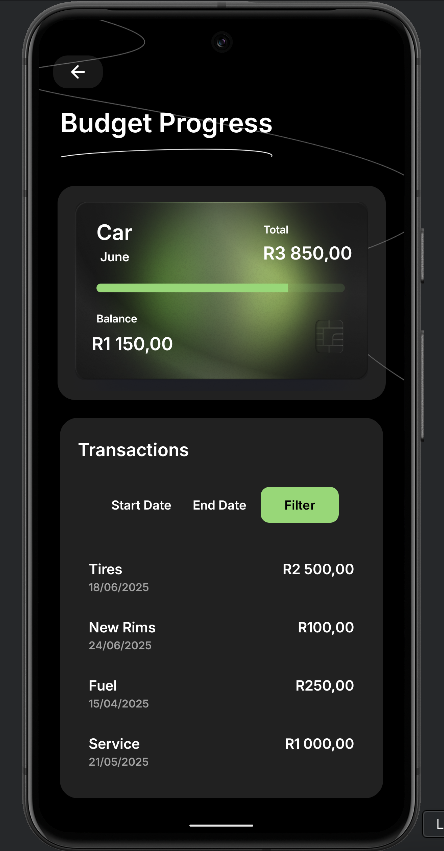 Budget Progress
Car
Total
June
R3 850,00
Balance
R1 150,00
Transactions
Start Date End Date Filter
Tires R2 500,00
18/06/2025
New Rims R100,00
24/06/2025
Fuel R250,00
15/04/2025
Service R1 000,00
21/05/2025
L